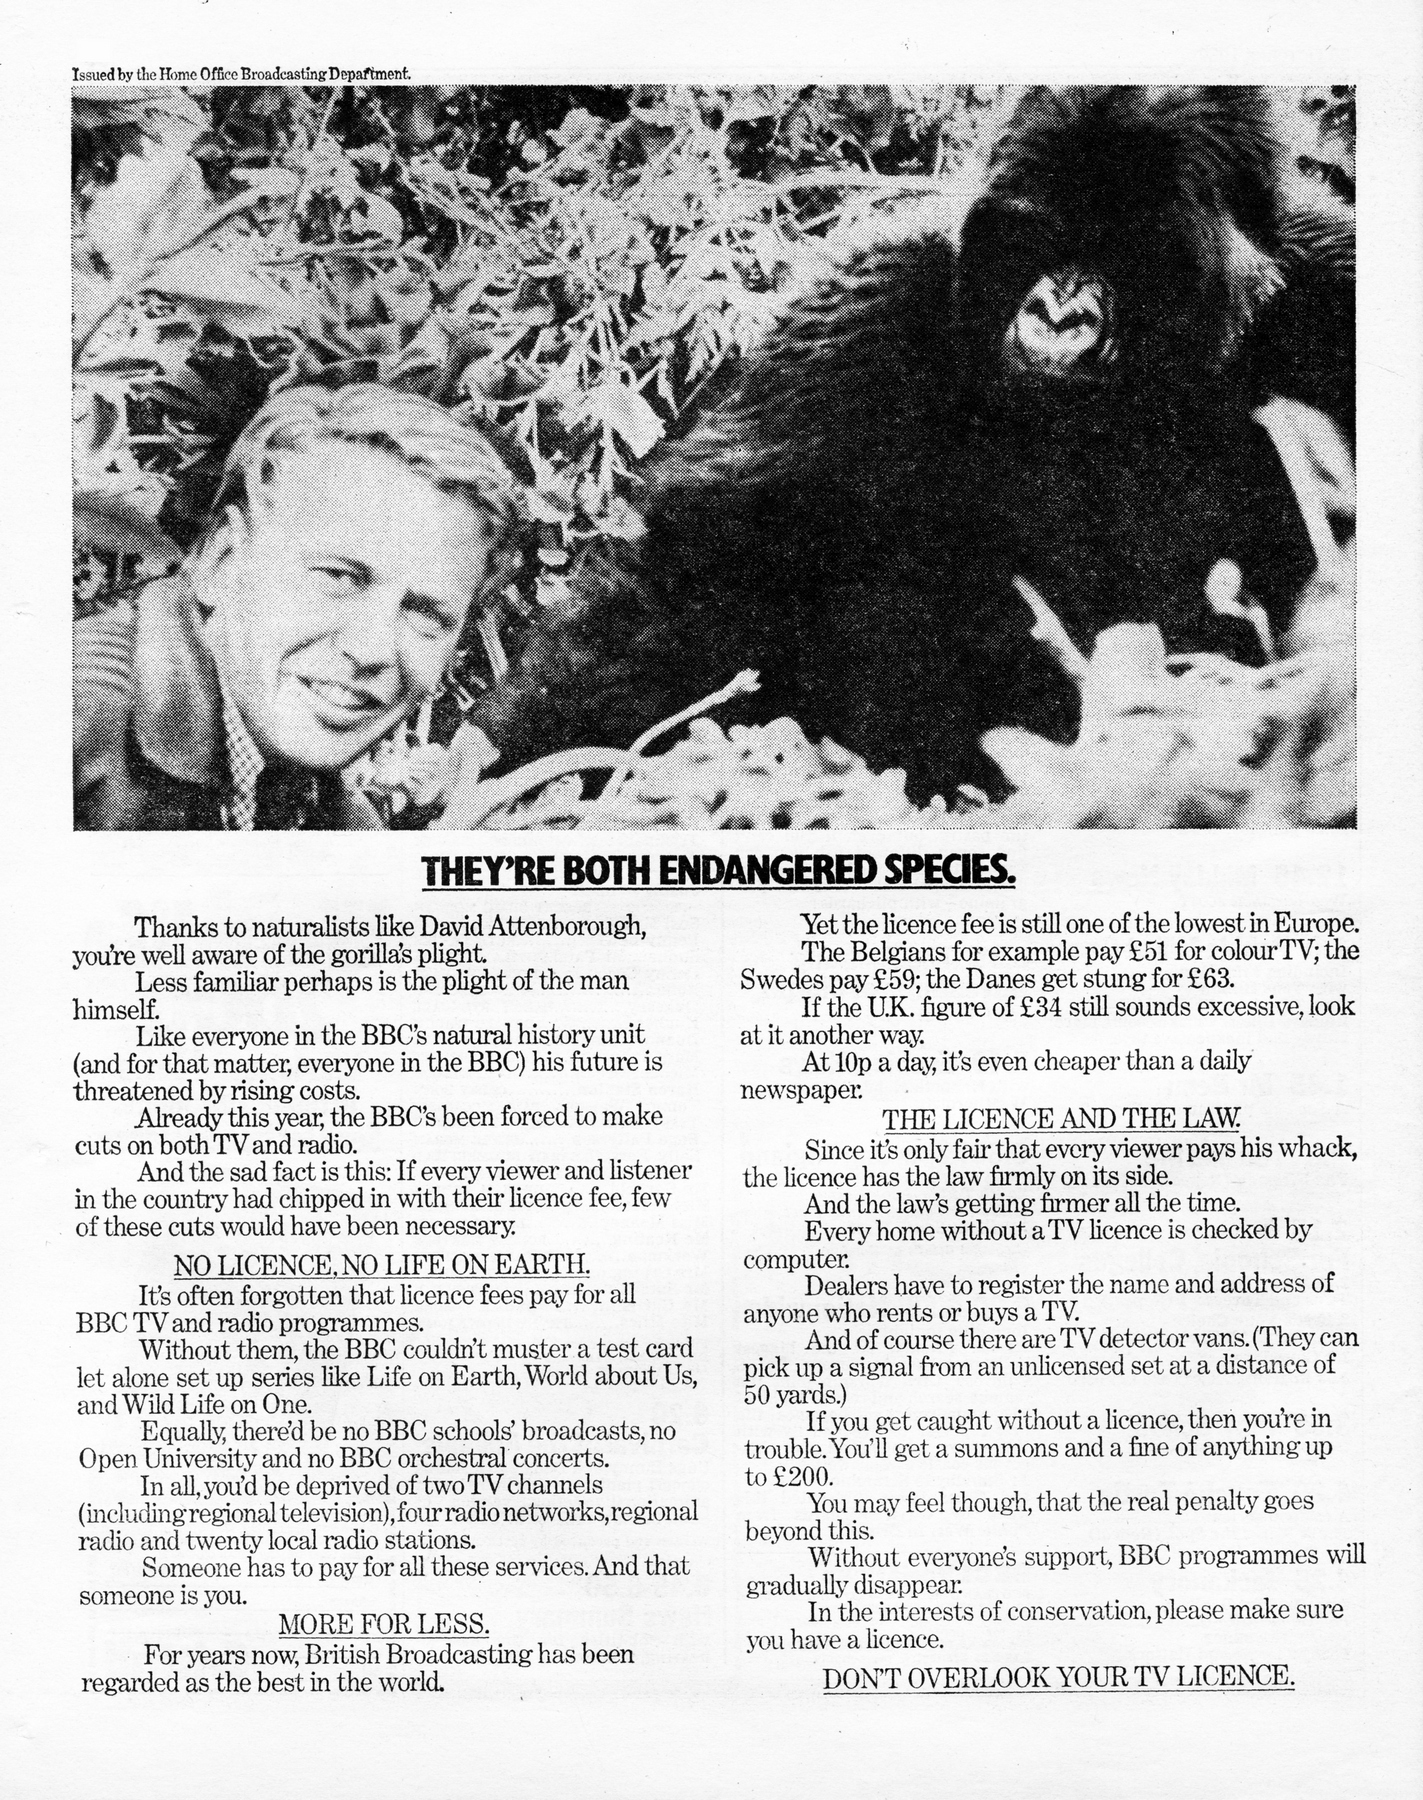 Issued by the Home Office Broadcasting Department.
THEY'RE BOTH ENDANGERED SPECIES.
Thanks to naturalists like David Attenborough,
you're well aware of the gorilla's plight.
Less familiar perhaps is the plight of the man
himself.
Like everyone in the BBC's natural history unit
(and for that matter, everyone in the BBC) his future is
threatened by rising costs.
Already this year, the BBC's been forced to make
cuts on both TV and radio.
And the sad fact is this: If every viewer and listener
in the country had chipped in with their licence fee, few
of these cuts would have been necessary.
NO LICENCE, NO LIFE ON EARTH.
It's often forgotten that licence fees pay for all
BBC TV and radio programmes.
Without them, the BBC couldn't muster a test card
let alone set up series like Life on Earth, World about Us,
and Wild Life on One.
Equally, there'd be no BBC schools' broadcasts, no
Open University and no BBC orchestral concerts.
In all, you'd be deprived of two TV channels
(including regional television), four radio networks, regional
radio and twenty local radio stations.
Someone has to pay for all these services. And that
someone is you.
MORE FOR LESS.
For years now, British Broadcasting has been
regarded as the best in the world.
Yet the licence fee is still one of the lowest in Europe.
The Belgians for example pay £51 for colour TV; the
Swedes pay £59; the Danes get stung for £63.
If the U.K. figure of £34 still sounds excessive, look
at it another way.
At 10p a day, it's even cheaper than a daily
newspaper.
THE LICENCE AND THE LAW.
Since it's only fair that every viewer pays his whack,
the licence has the law firmly on its side.
And the law's getting firmer all the time.
Every home without a TV licence is checked by
computer.
Dealers have to register the name and address of
anyone who rents or buys a TV.
And of course there are TV detector vans. (They can
pick up a signal from an unlicensed set at a distance of
50 yards.)
If you get caught without a licence, then you're in
trouble. You'll get a summons and a fine of anything up
to £200.
You may feel though, that the real penalty goes
beyond this.
Without everyone's support, BBC programmes will
gradually disappear.
In the interests of conservation, please make sure
you have a licence.
DON'T OVERLOOK YOUR TV LICENCE.